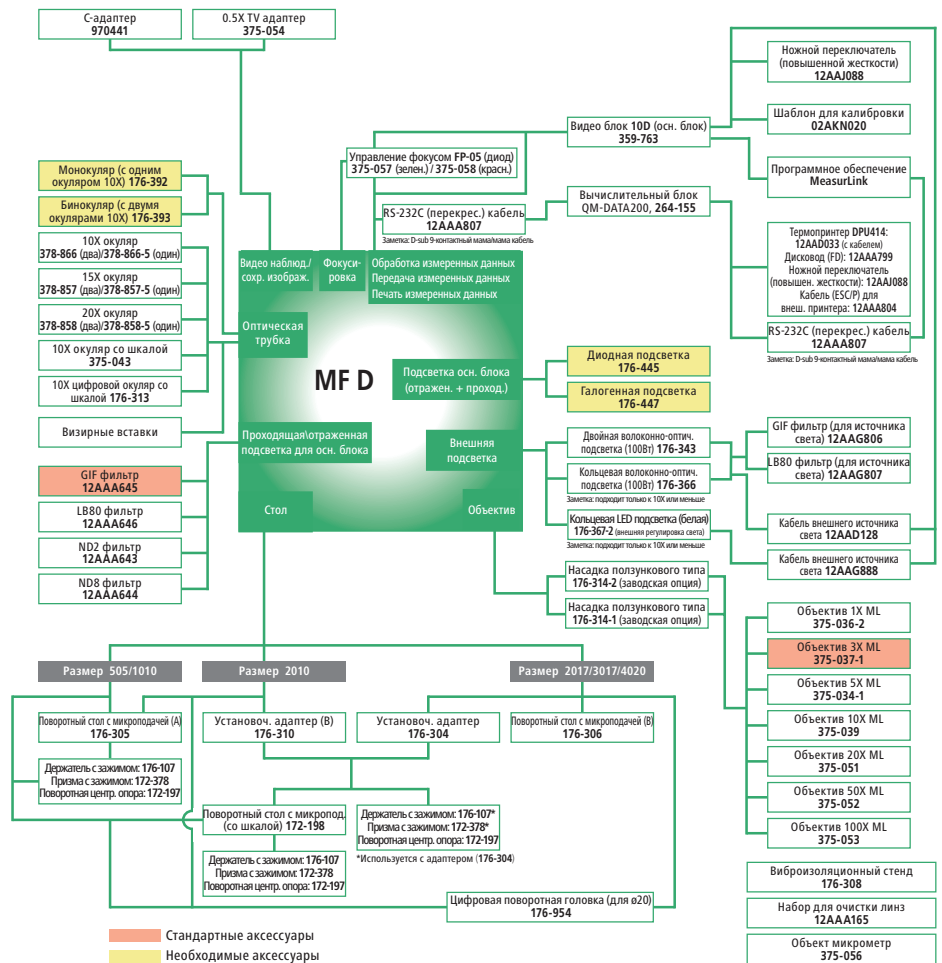 С-адаптер
970441
0.5X TV адаптер
375-054
Ножной переключатель
(повышенной жесткости)
12AAJ088
Шаблон для калибровки
02AKN020
Видео блок 10D (осн. блок)
359-763
Управление фокусом FP-05 (диод)
375-057 (зелен.) / 375-058 (красн.)
Программное обеспечение
MeasurLink
Монокуляр (с одним
окуляром 10X) 176-392
Бинокуляр (с двумя
окулярами 10X) 176-393
RS-232C (перекрес.) кабель
12AAA807
Заметка: D-sub 9-контактный мама/мама кабель
Вычислительный блок
QM-DATA200, 264-155
10X окуляр
378-866 (два)/378-866-5 (один)
15X окуляр
378-857 (два)/378-857-5 (один)
20X окуляр
378-858 (два)/378-858-5 (один)
10X окуляр со шкалой
375-043
10X цифровой окуляр со
шкалой 176-313
Визирные вставки
Термопринтер DPU414:
12AAD033 (с кабелем)
Дисковод (FD): 12AAA799
Ножной переключатель
(повышен. жесткости): 12AAJ088
Кабель (ESC/P) для
внеш. принтера: 12AAA804
RS-232C (перекрес.) кабель
12AAA807
Заметка: D-sub 9-контактный мама/мама кабель
Видео наблюд./
сохр. изображ.
Фокуси-
ровка
Обработка измеренных данных
Передача измеренных данных
Печать измеренных данных
Оптическая
трубка
MF D
Подсветка осн. блока
(отражен. + проход.)
Проходящая\отраженная
подсветка для осн. блока
Внешняя
подсветка
Стол
Объектив
Диодная подсветка
176-445
Галогенная подсветка
176-447
GIF фильтр
12AAA645
LB80 фильтр
12AAA646
ND2 фильтр
12AAA643
ND8 фильтр
12AAA644
Двойная волоконно-оптич.
подсветка (100Вт) 176-343
Кольцевая волоконно-оптич.
подсветка (100Вт) 176-366
Заметка: подходит только к 10X или меньше
Кольцевая LED подсветка (белая)
176-367-2 (внешняя регулировка света)
Заметка: подходит только к 10X или меньше
GIF фильтр (для источника
света) 12AAG806
LB80 фильтр (для источника
света) 12AAG807
Кабель внешнего источника
света 12AAD128
Кабель внешнего источника
света 12AAG888
Насадка ползункового типа
176-314-2 (заводская опция)
Насадка ползункового типа
176-314-1 (заводская опция)
Объектив 1X ML
375-036-2
Объектив 3X ML
375-037-1
Объектив 5X ML
375-034-1
Объектив 10X ML
375-039
Объектив 20X ML
375-051
Объектив 50X ML
375-052
Объектив 100X ML
375-053
Размер 505/1010
Размер 2010
Размер 2017/3017/4020
Поворотный стол с микроподачей (A)
176-305
Установоч. адаптер (B)
176-310
Установоч. адаптер
176-304
Поворотный стол с микроподачей (B)
176-306
Держатель с зажимом: 176-107
Призма с зажимом: 172-378
Поворотная центр. опора: 172-197
Поворотный стол с микропод.
(со шкалой) 172-198
Держатель с зажимом: 176-107*
Призма с зажимом: 172-378*
Поворотная центр. опора: 172-197
*Используется с адаптером (176-304)
Держатель с зажимом: 176-107
Призма с зажимом: 172-378
Поворотная центр. опора: 172-197
Цифровая поворотная головка (для ø20)
176-954
Виброизоляционный стенд
176-308
Набор для очистки линз
12AAA165
Объект микрометр
375-056
Стандартные аксессуары
Необходимые аксессуары